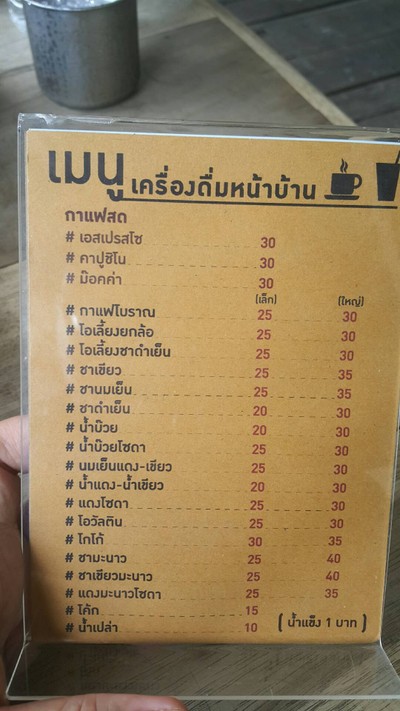 เมนู เครื่องดื่มหน้าบ้าน
กาแฟสด
# เอสเปรสโซ 30
# คาปูชิโน 30
# ม๊อคค่า 30
(เล็ก) (ใหญ่)
# กาแฟโบราณ 25 30
# โอเลี้ยงยกล้อ 25 30
# โอเลี้ยงชาดำเย็น 25 30
# ชาเขียว 25 35
# ชานมเย็น 25 35
# ชาดำเย็น 20 30
# น้ำบ๊วย 20 30
# น้ำบ๊วยโซดา 25 30
# นมเย็นแดง-เขียว 25 30
# น้ำแดง-น้ำเขียว 20 30
# แดงโซดา 25 30
# โอวัลติน 25 30
# โกโก้ 30 35
# ชามะนาว 25 40
# ชาเขียวมะนาว 25 40
# แดงมะนาวโซดา 25 35
# โค้ก 15
# น้ำเปล่า 10 ( น้ำแข็ง 1 บาท )